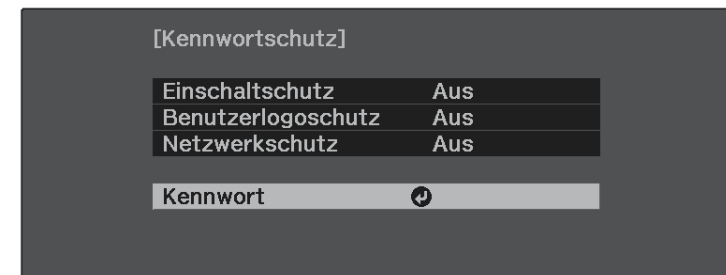 [Kennwortschutz]
Einschaltschutz Aus
Benutzerlogoschutz Aus
Netzwerkschutz Aus
Kennwort